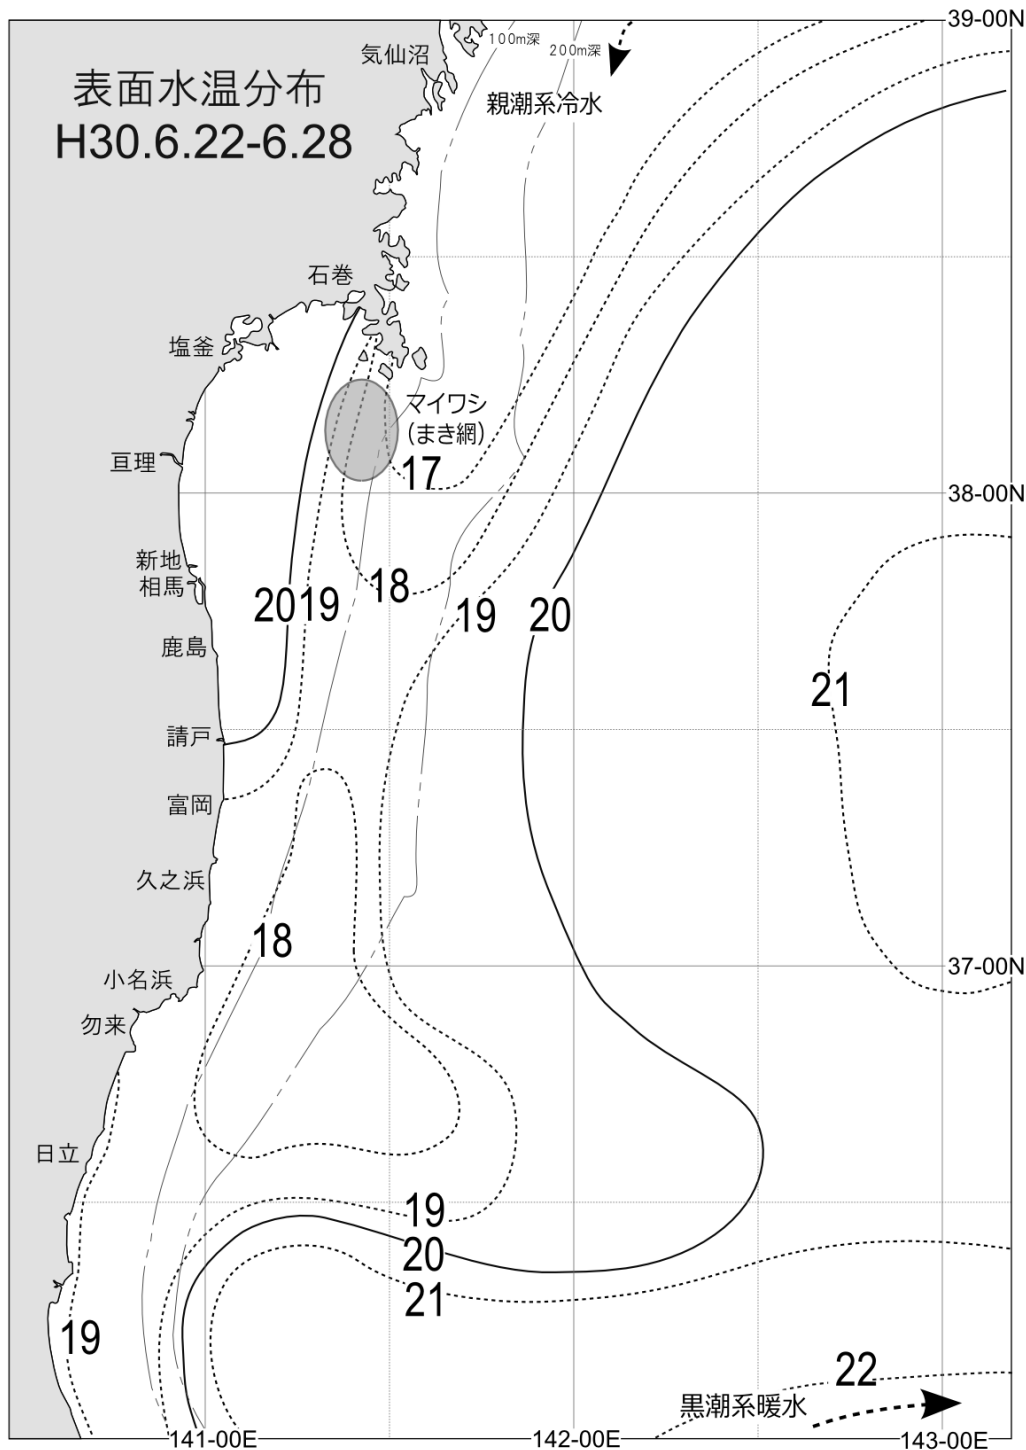 39-00N
100m深
200m深
気仙沼
表面水温分布
H30.6.22-6.28
親潮系冷水
石巻
塩釜
マイワシ
(まき網)
亘理
17
38-00N
新地
相馬
18
20
19
19
20
鹿島
21
請戸
富岡
久之浜
18
37-00N
小名浜
勿来
日立
19
20
21
19
22
黒潮系暖水
141-00E
142-00E
143-00E